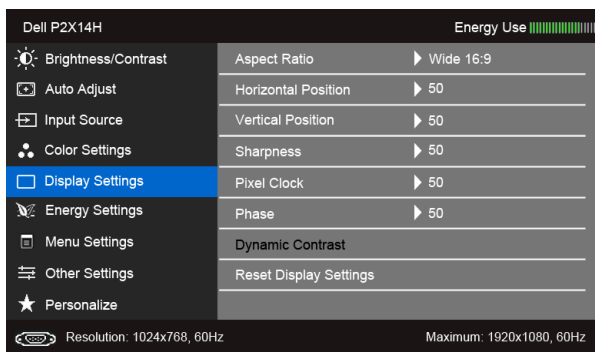 Dell P2X14H Energy Use
Brightness/Contrast Aspect Ratio Wide 16:9
Auto Adjust Horizontal Position 50
Input Source Vertical Position 50
Color Settings Sharpness 50
Display Settings Pixel Clock 50
Energy Settings Phase 50
Menu Settings Dynamic Contrast
Other Settings Reset Display Settings
Personalize
Resolution: 1024x768, 60Hz Maximum: 1920x1080, 60Hz